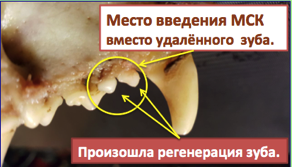 Место введения МСК
вместо удалённого зуба.
Произошла регенерация зуба.